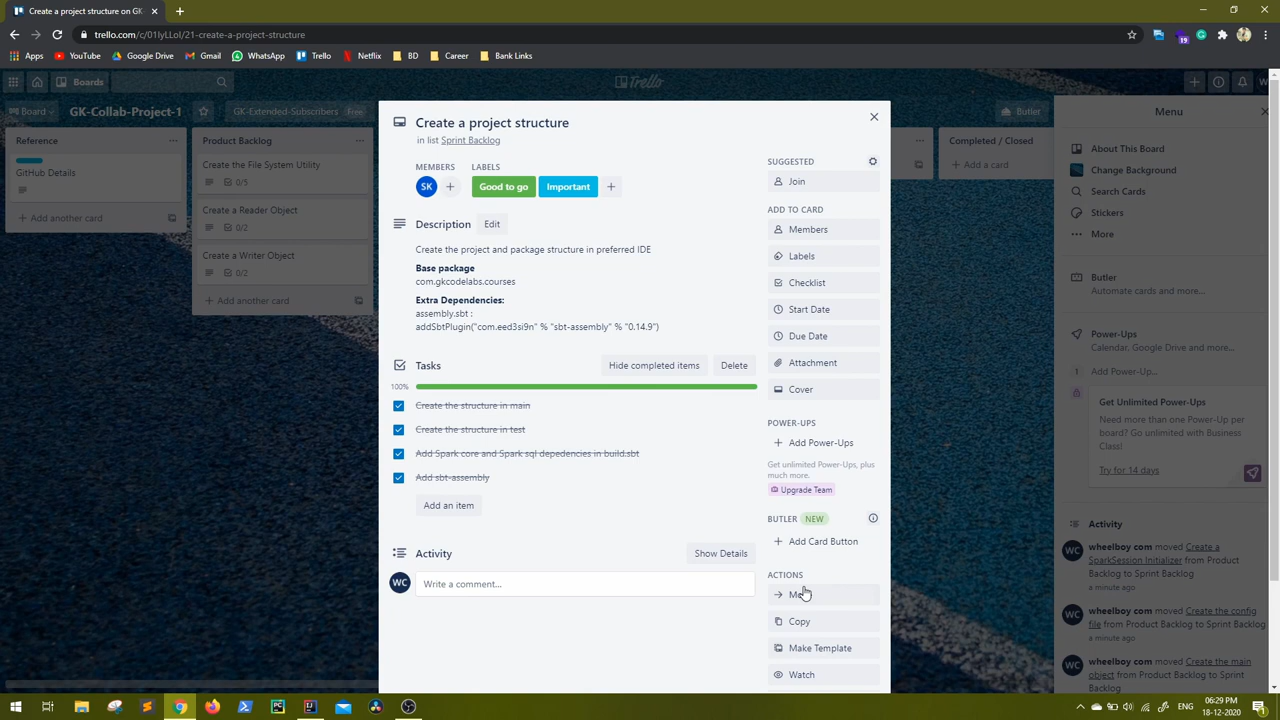 Create a project structure on GK
trello.com/c/01IyLIoI/21-create-a-project-structure
Apps
YouTube
Google Drive
Gmail
WhatsApp
Trello
Netflix
BD
Career
Bank Links
Boards
Trello
Board
GK-Collab-Project-1
GK-Extended-Subscribers
Free
Butler
Menu
Reference
GitHub Details
Add another card
Product Backlog
Create the File System Utility
0/5
Create a Reader Object
0/2
Create a Writer Object
0/2
Add another card
Create a project structure
in list Sprint Backlog
MEMBERS
LABELS
SK
Good to go
Important
Description
Edit
Create the project and package structure in preferred IDE
Base package
com.gkcodelabs.courses
Extra Dependencies:
assembly.sbt :
addSbtPlugin("com.eed3si9n" % "sbt-assembly" % "0.14.9")
Tasks
Hide completed items
Delete
100%
Create the structure in main
Create the structure in test
Add Spark core and Spark sql depedencies in build.sbt
Add sbt-assembly
Add an item
Activity
Show Details
WC
Write a comment...
SUGGESTED
Join
ADD TO CARD
Members
Labels
Checklist
Start Date
Due Date
Attachment
Cover
POWER-UPS
Add Power-Ups
Get unlimited Power-Ups, plus
much more.
Upgrade Team
BUTLER
NEW
Add Card Button
ACTIONS
Copy
Make Template
Watch
Completed / Closed
Add a card
About This Board
Change Background
Search Cards
Stickers
More
Butler
Automate cards and more...
Power-Ups
Calendar, Google Drive and more...
1
Add Power-Up...
Get Unlimited Power-Ups
Need more than one Power-Up per
board? Go unlimited with Business
Class!
Try for 14 days
Activity
WC
wheelboy com moved Create a
SparkSession Initializer from Product
Backlog to Sprint Backlog
a minute ago
WC
wheelboy com moved Create the config
file from Product Backlog to Sprint Backlog
a minute ago
WC
wheelboy com moved Create the main
object from Product Backlog to Sprint
Backlog
ENG
06:29 PM
18-12-2020